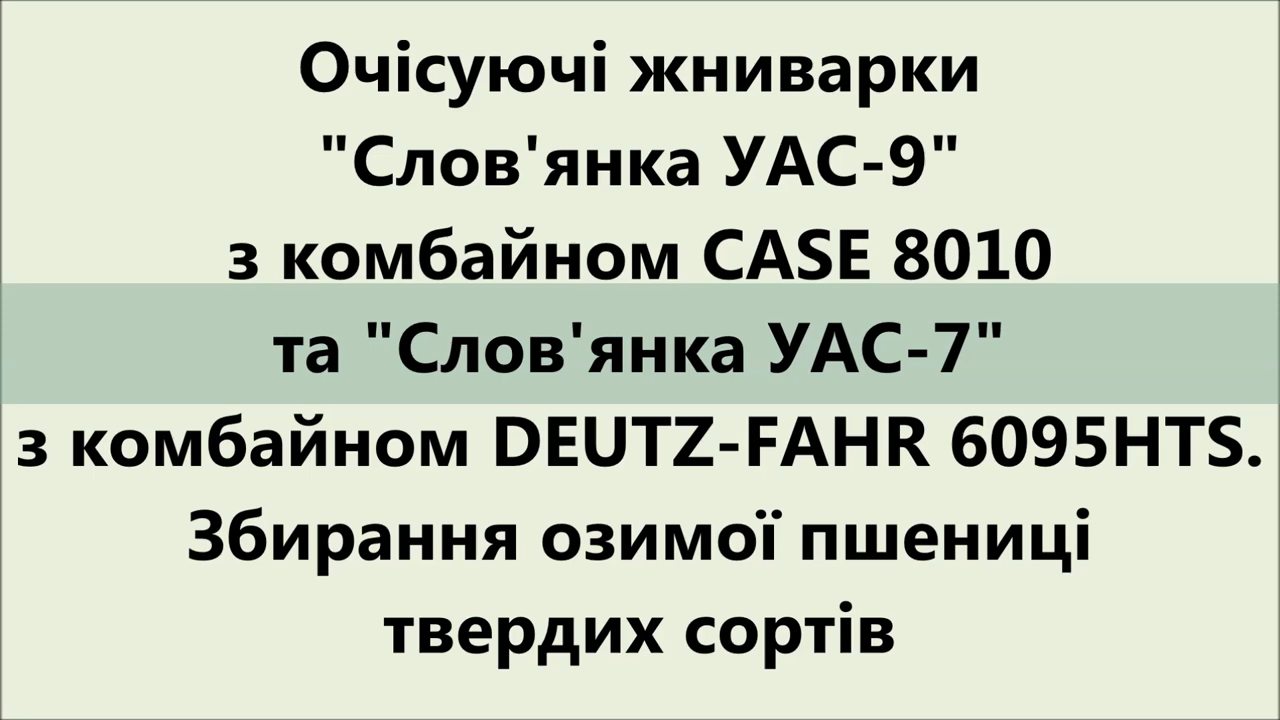 Очісуючі жниварки
"Слов'янка УАС-9"
з комбайном CASE 8010
та "Слов'янка УАС-7"
з комбайном DEUTZ-FAHR 6095HTS.
Збирання озимої пшениці
твердих сортів